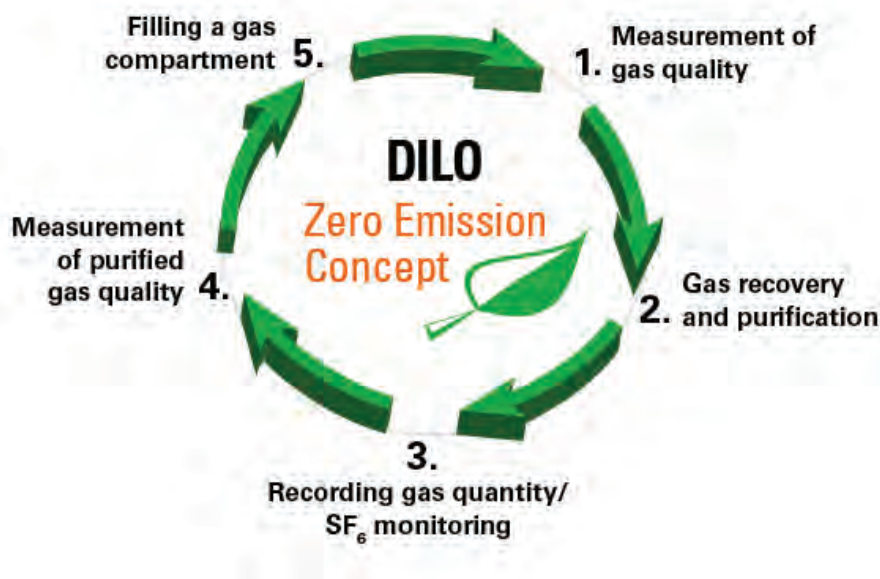 DILO
Zero Emission
Concept
1. Measurement of
gas quality
2. Gas recovery
and purification
3.
Recording gas quantity/
SF₆ monitoring
Measurement
of purified
gas quality 4.
Filling a gas
compartment 5.